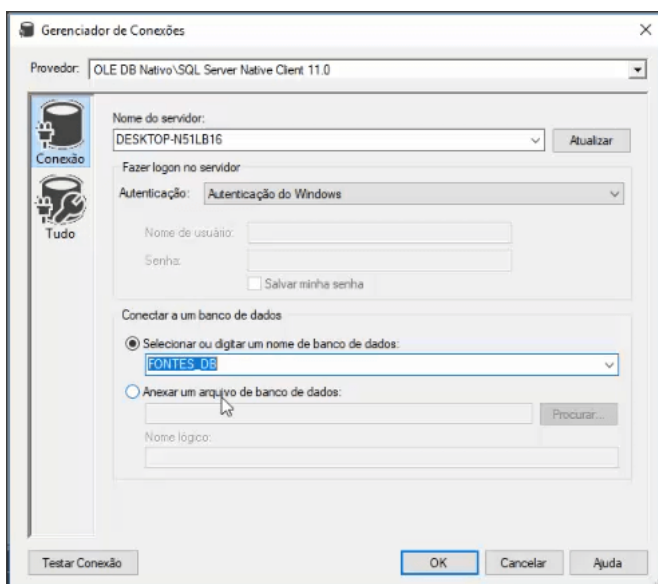 Gerenciador de Conexões
Provedor: OLE DB Nativo\SQL Server Native Client 11.0
Conexão
Tudo
Nome do servidor:
DESKTOP-N51LB16
Atualizar
Fazer logon no servidor
Autenticação: Autenticação do Windows
Nome de usuário:
Senha:
Salvar minha senha
Conectar a um banco de dados
Selecionar ou digitar um nome de banco de dados:
FONTES_DB
Anexar um arquivo de banco de dados:
Procurar...
Nome lógico:
Testar Conexão
OK
Cancelar
Ajuda